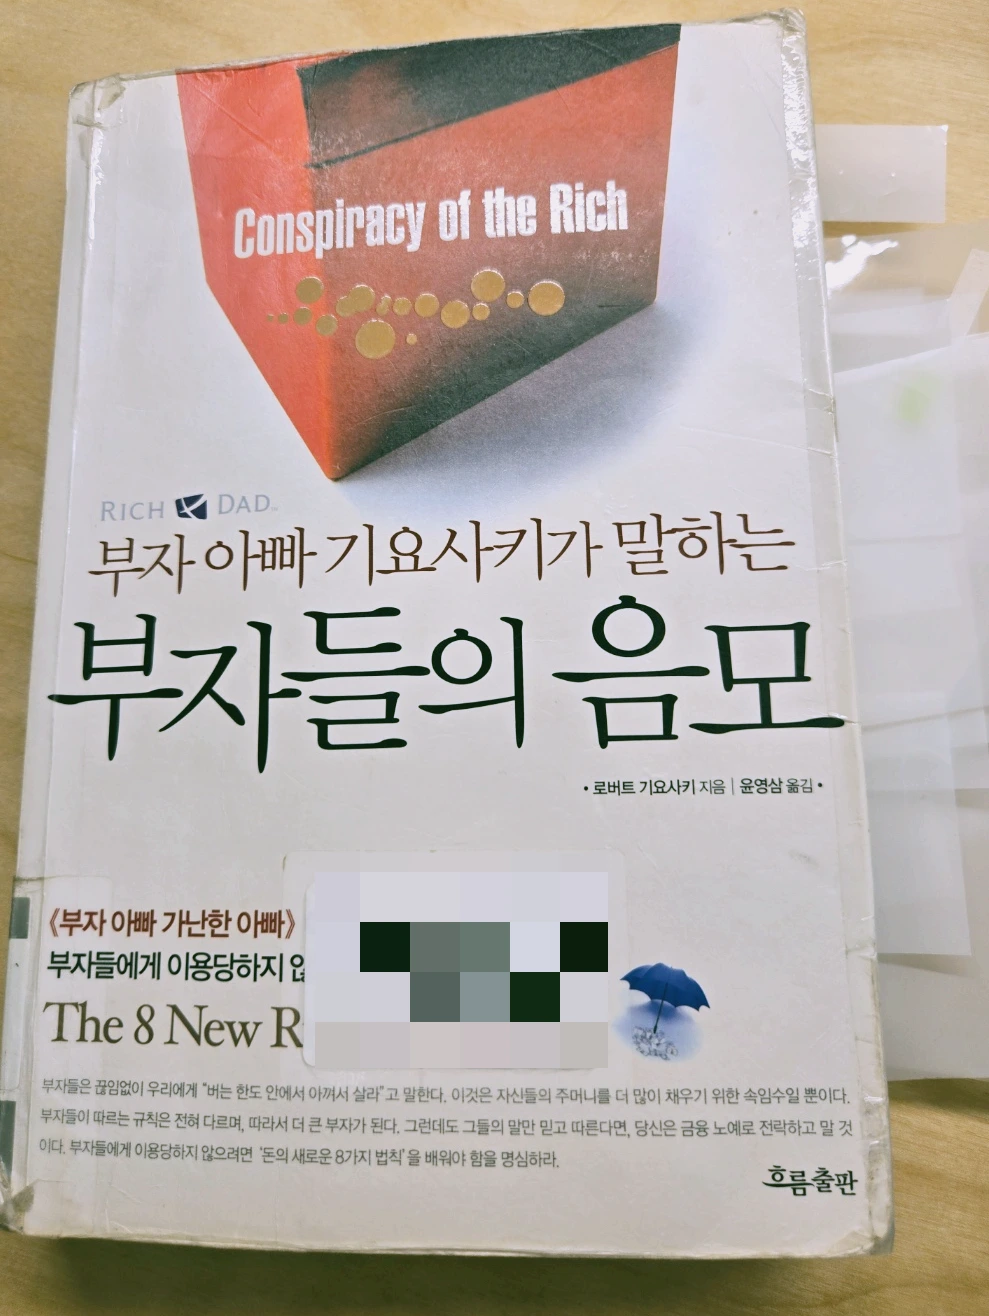 Conspiracy of the Rich
RICH DAD
부자 아빠 기요사키가 말하는
부자들의 음모
• 로버트 기요사키 지음 | 윤영삼 옮김 •
《부자 아빠 가난한 아빠》
부자들에게 이용당하지
The 8 New
부자들은 끊임없이 우리에게 “버는 한도 안에서 아껴서 살라”고 말한다. 이것은 자신들의 주머니를 더 많이 채우기 위한 속임수일 뿐이다.
부자들이 따르는 규칙은 전혀 다르며, 따라서 더 큰 부자가 된다. 그런데도 그들의 말만 믿고 따른다면, 당신은 금융 노예로 전락하고 말 것
이다. 부자들에게 이용당하지 않으려면 ‘돈의 새로운 8가지 법칙’을 배워야 함을 명심하라.
흐름출판